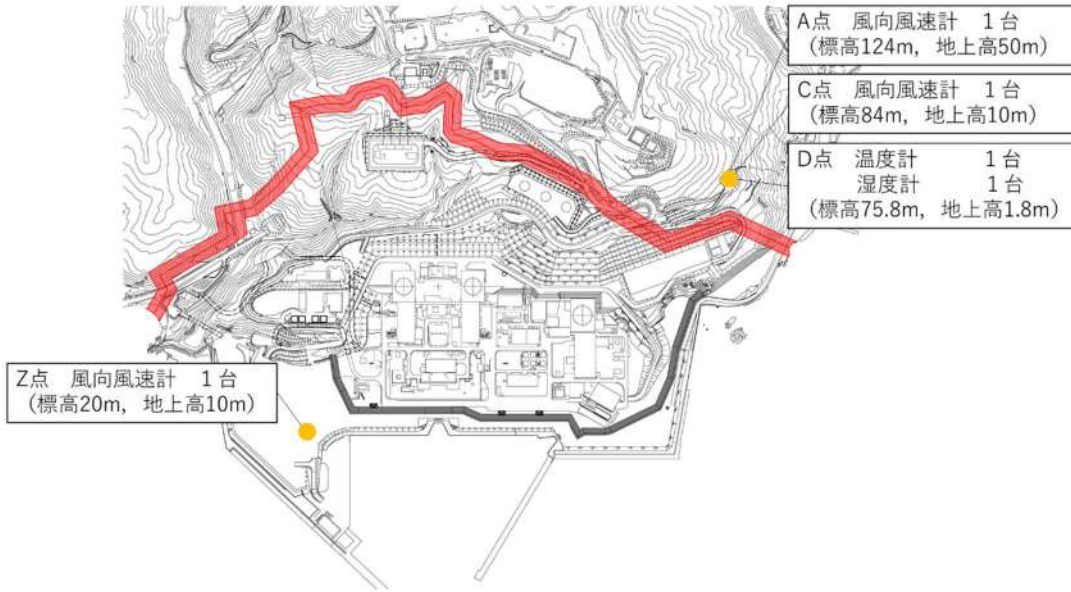 A点　風向風速計　1台
（標高124m，地上高50m）
C点　風向風速計　1台
（標高84m，地上高10m）
D点　温度計　　　1台
湿度計　　　1台
（標高75.8m，地上高1.8m）
Z点　風向風速計　1台
（標高20m，地上高10m）